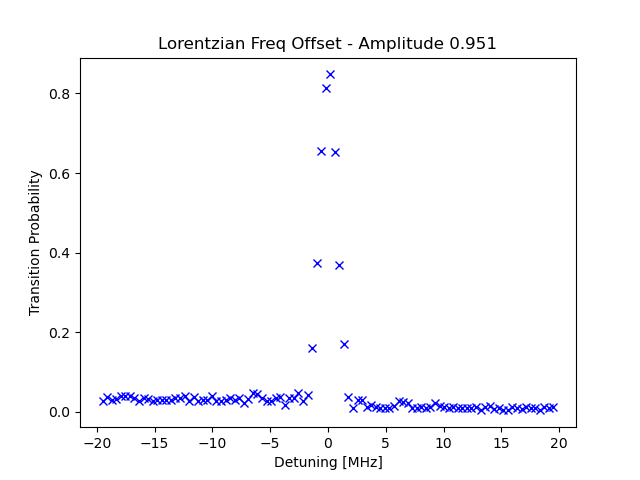 Lorentzian Freq Offset - Amplitude 0.951
Transition Probability
0.8
0.6
0.4
0.2
0.0
−20 −15 −10 −5 0 5 10 15 20
Detuning [MHz]